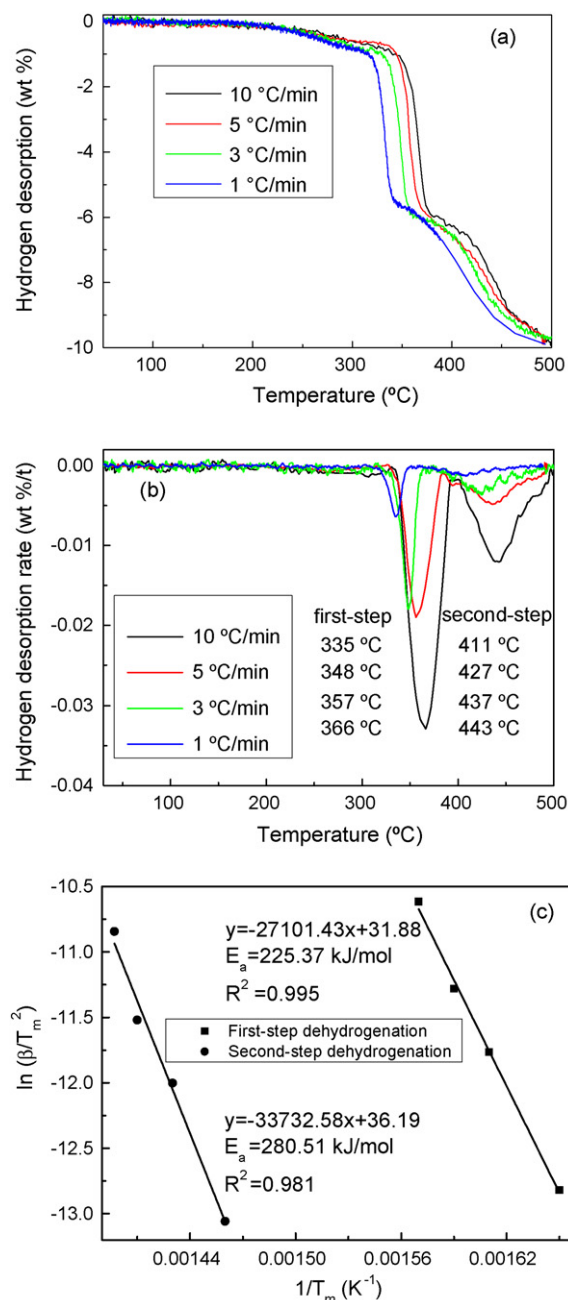 (a)
0
-2
-4
-6
-8
-10
Hydrogen desorption (wt %)
10 °C/min
5 °C/min
3 °C/min
1 °C/min
100 200 300 400 500
Temperature (ºC)
(b)
0.00
-0.01
-0.02
-0.03
-0.04
Hydrogen desorption rate (wt %/t)
10 ºC/min
5 ºC/min
3 ºC/min
1 ºC/min
first-step second-step
335 ºC 411 ºC
348 ºC 427 ºC
357 ºC 437 ºC
366 ºC 443 ºC
100 200 300 400 500
Temperature (ºC)
(c)
-10.5
-11.0
-11.5
-12.0
-12.5
-13.0
ln (β/Tm²)
y=-27101.43x+31.88
Ea=225.37 kJ/mol
R²=0.995
First-step dehydrogenation
Second-step dehydrogenation
y=-33732.58x+36.19
Ea=280.51 kJ/mol
R²=0.981
0.00144 0.00150 0.00156 0.00162
1/Tm (K⁻¹)